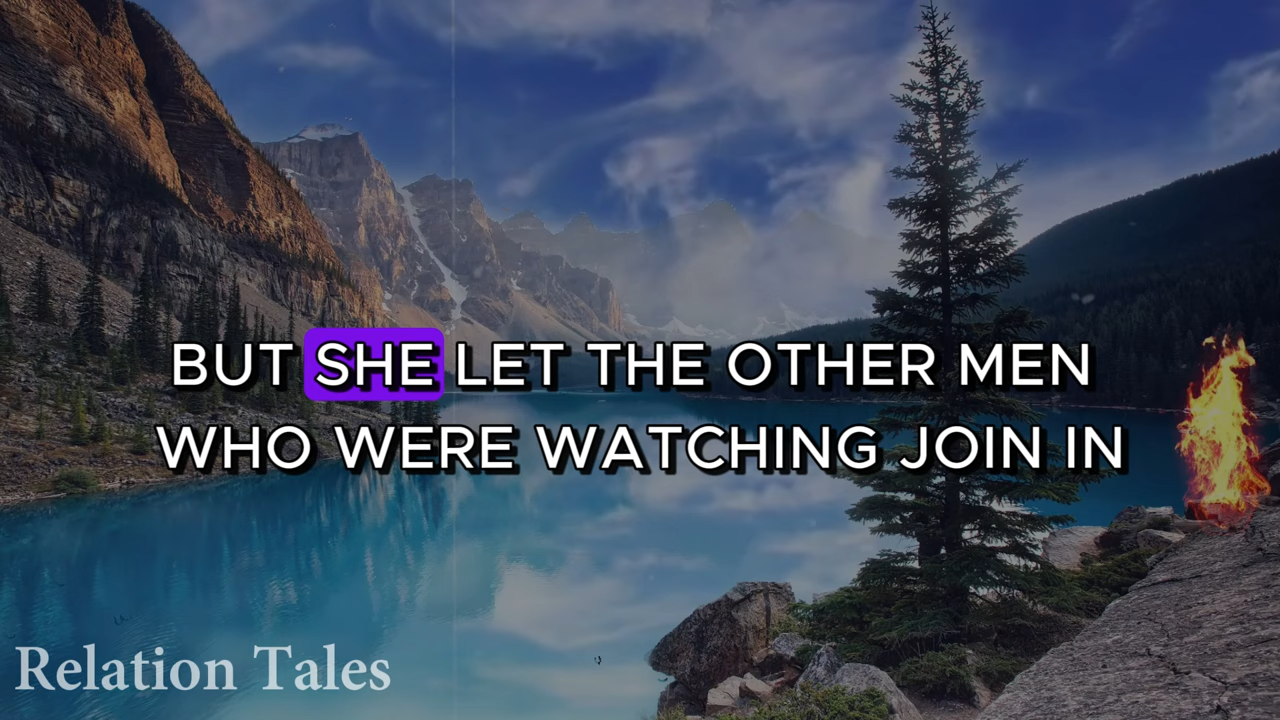 BUT SHE LET THE OTHER MEN
WHO WERE WATCHING JOIN IN
Relation Tales